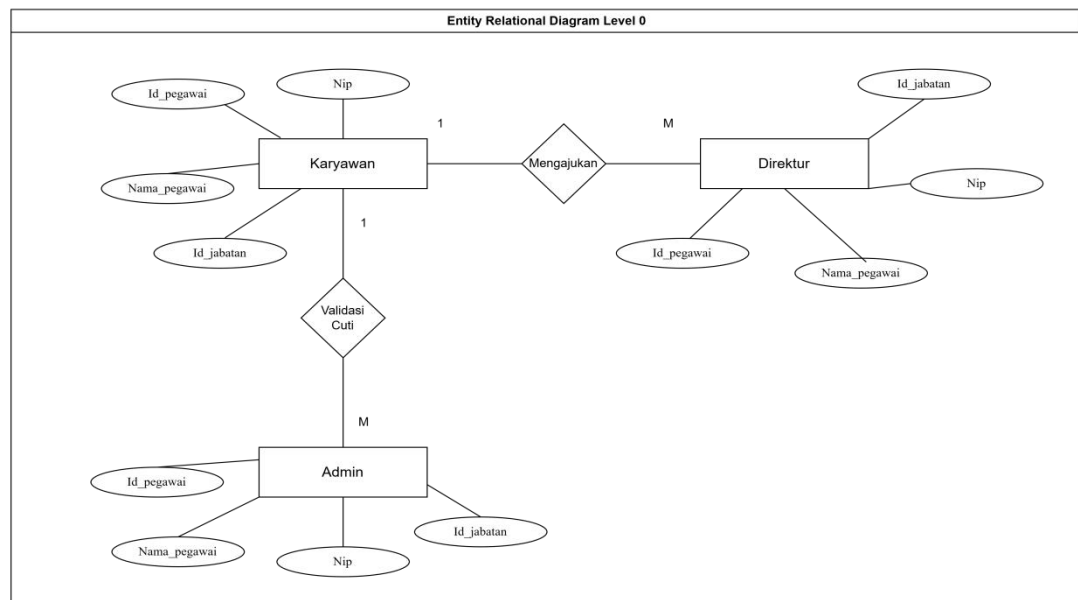 Entity Relational Diagram Level 0
Nip
Id_pegawai
Id_jabatan
1
M
Karyawan
Mengajukan
Direktur
Nama_pegawai
Nip
1
Id_jabatan
Id_pegawai
Nama_pegawai
Validasi
Cuti
M
Admin
Id_pegawai
Id_jabatan
Nama_pegawai
Nip